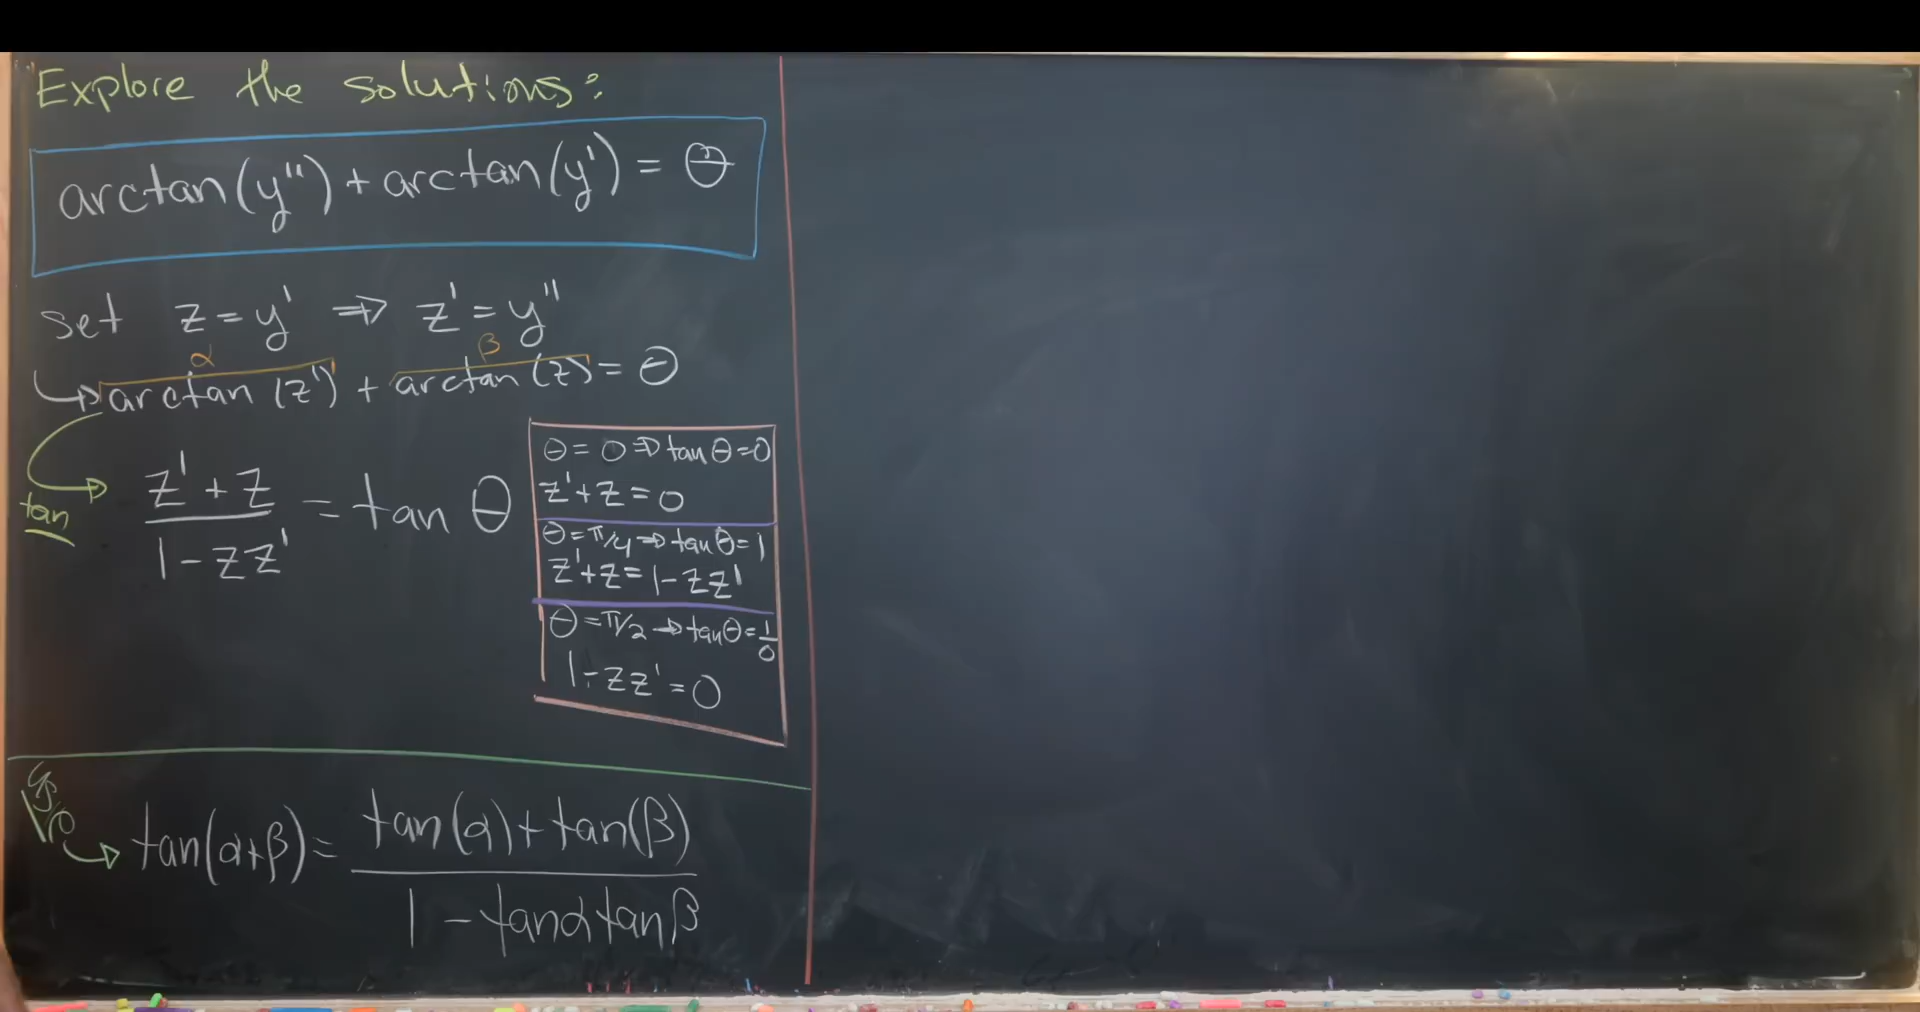 Explore the solutions:
arctan(y'') + arctan(y') = θ
set z = y' ⇒ z' = y''
α β
arctan(z') + arctan(z) = θ
tan
z' + z
1 - zz'
= tan θ
θ = 0 ⇒ tan θ = 0
z' + z = 0
θ = π/4 ⇒ tan θ = 1
z' + z = 1 - zz'
θ = π/2 → tan θ = 1/0
1 - zz' = 0
tan(α+β) = 
tan(α) + tan(β)
1 - tanα tanβ